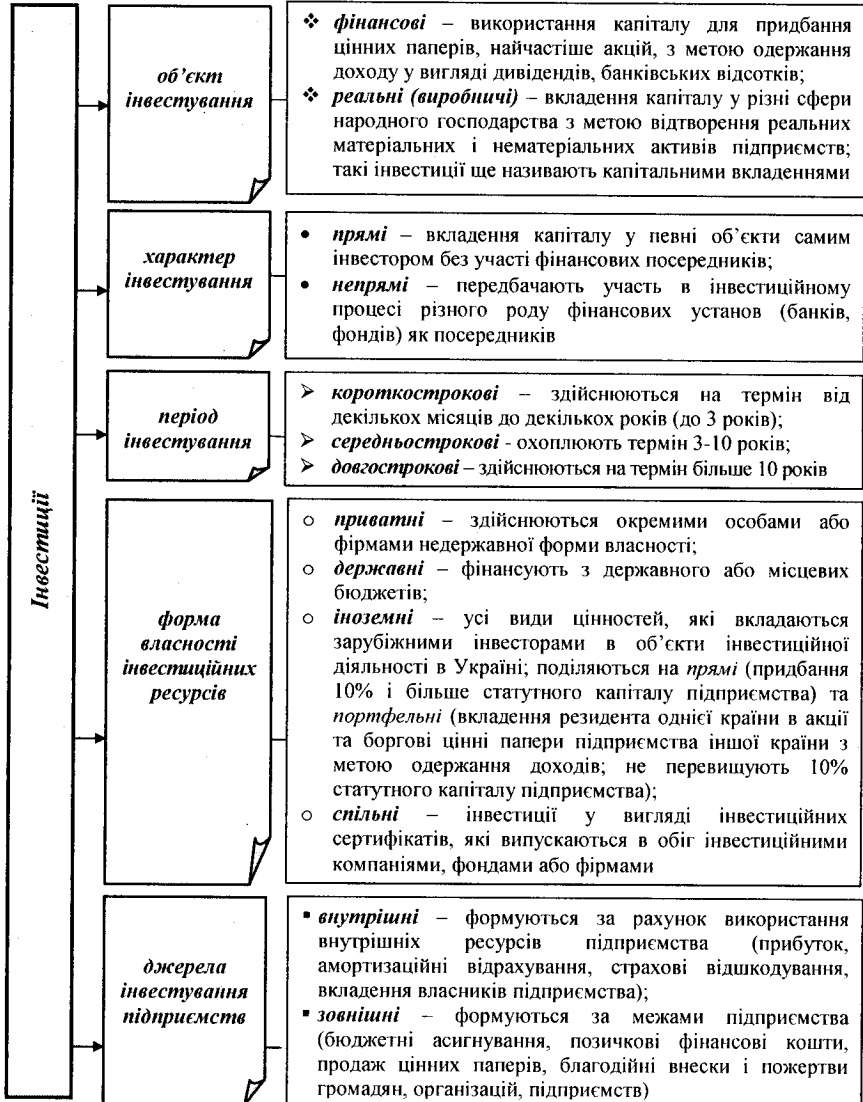 Інвестиції
об’єкт
інвестування
❖ фінансові – використання капіталу для придбання
цінних паперів, найчастіше акцій, з метою одержання
доходу у вигляді дивідендів, банківських відсотків;
❖ реальні (виробничі) – вкладення капіталу у різні сфери
народного господарства з метою відтворення реальних
матеріальних і нематеріальних активів підприємств;
такі інвестиції ще називають капітальними вкладеннями
характер
інвестування
• прямі – вкладення капіталу у певні об’єкти самим
інвестором без участі фінансових посередників;
• непрямі – передбачають участь в інвестиційному
процесі різного роду фінансових установ (банків,
фондів) як посередників
період
інвестування
➢ короткострокові – здійснюються на термін від
декількох місяців до декількох років (до 3 років);
➢ середньострокові - охоплюють термін 3-10 років;
➢ довгострокові – здійснюються на термін більше 10 років
форма
власності
інвестиційних
ресурсів
o приватні – здійснюються окремими особами або
фірмами недержавної форми власності;
o державні – фінансують з державного або місцевих
бюджетів;
o іноземні – усі види цінностей, які вкладаються
зарубіжними інвесторами в об’єкти інвестиційної
діяльності в Україні; поділяються на прямі (придбання
10% і більше статутного капіталу підприємства) та
портфельні (вкладення резидента однієї країни в акції
та боргові цінні папери підприємства іншої країни з
метою одержання доходів; не перевищують 10%
статутного капіталу підприємства);
o спільні – інвестиції у вигляді інвестиційних
сертифікатів, які випускаються в обіг інвестиційними
компаніями, фондами або фірмами
джерела
інвестування
підприємств
▪ внутрішні – формуються за рахунок використання
внутрішніх ресурсів підприємства (прибуток,
амортизаційні відрахування, страхові відшкодування,
вкладення власників підприємства);
▪ зовнішні – формуються за межами підприємства
(бюджетні асигнування, позичкові фінансові кошти,
продаж цінних паперів, благодійні внески і пожертви
громадян, організацій, підприємств)